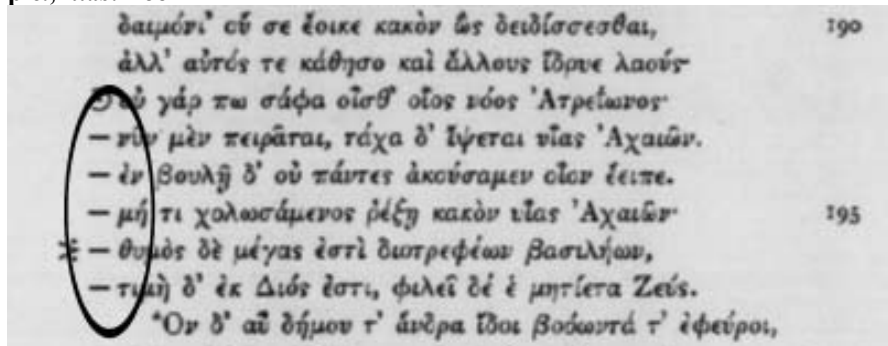 δαιμόνι' οὔ σε ἔοικε κακὸν ὣς δειδίσσεσθαι, 190
ἀλλ' αὐτός τε κάθησο καὶ ἄλλους ἵδρυε λαούς·
Ͽ οὐ γάρ πω σάφα οἶσθ' οἷος νόος Ἀτρεΐωνος·
— νῦν μὲν πειρᾶται, τάχα δ' ἴψεται υἷας Ἀχαιῶν.
— ἐν βουλῇ δ' οὐ πάντες ἀκούσαμεν οἷον ἔειπε.
— μή τι χολωσάμενος ῥέξῃ κακὸν υἷας Ἀχαιῶν· 195
※ — θυμὸς δὲ μέγας ἐστὶ διοτρεφέων βασιλήων,
— τιμὴ δ' ἐκ Διός ἐστι, φιλεῖ δέ ἑ μητίετα Ζεύς.
Ὃν δ' αὖ δήμου τ' ἄνδρα ἴδοι βοόωντά τ' ἐφεύροι,